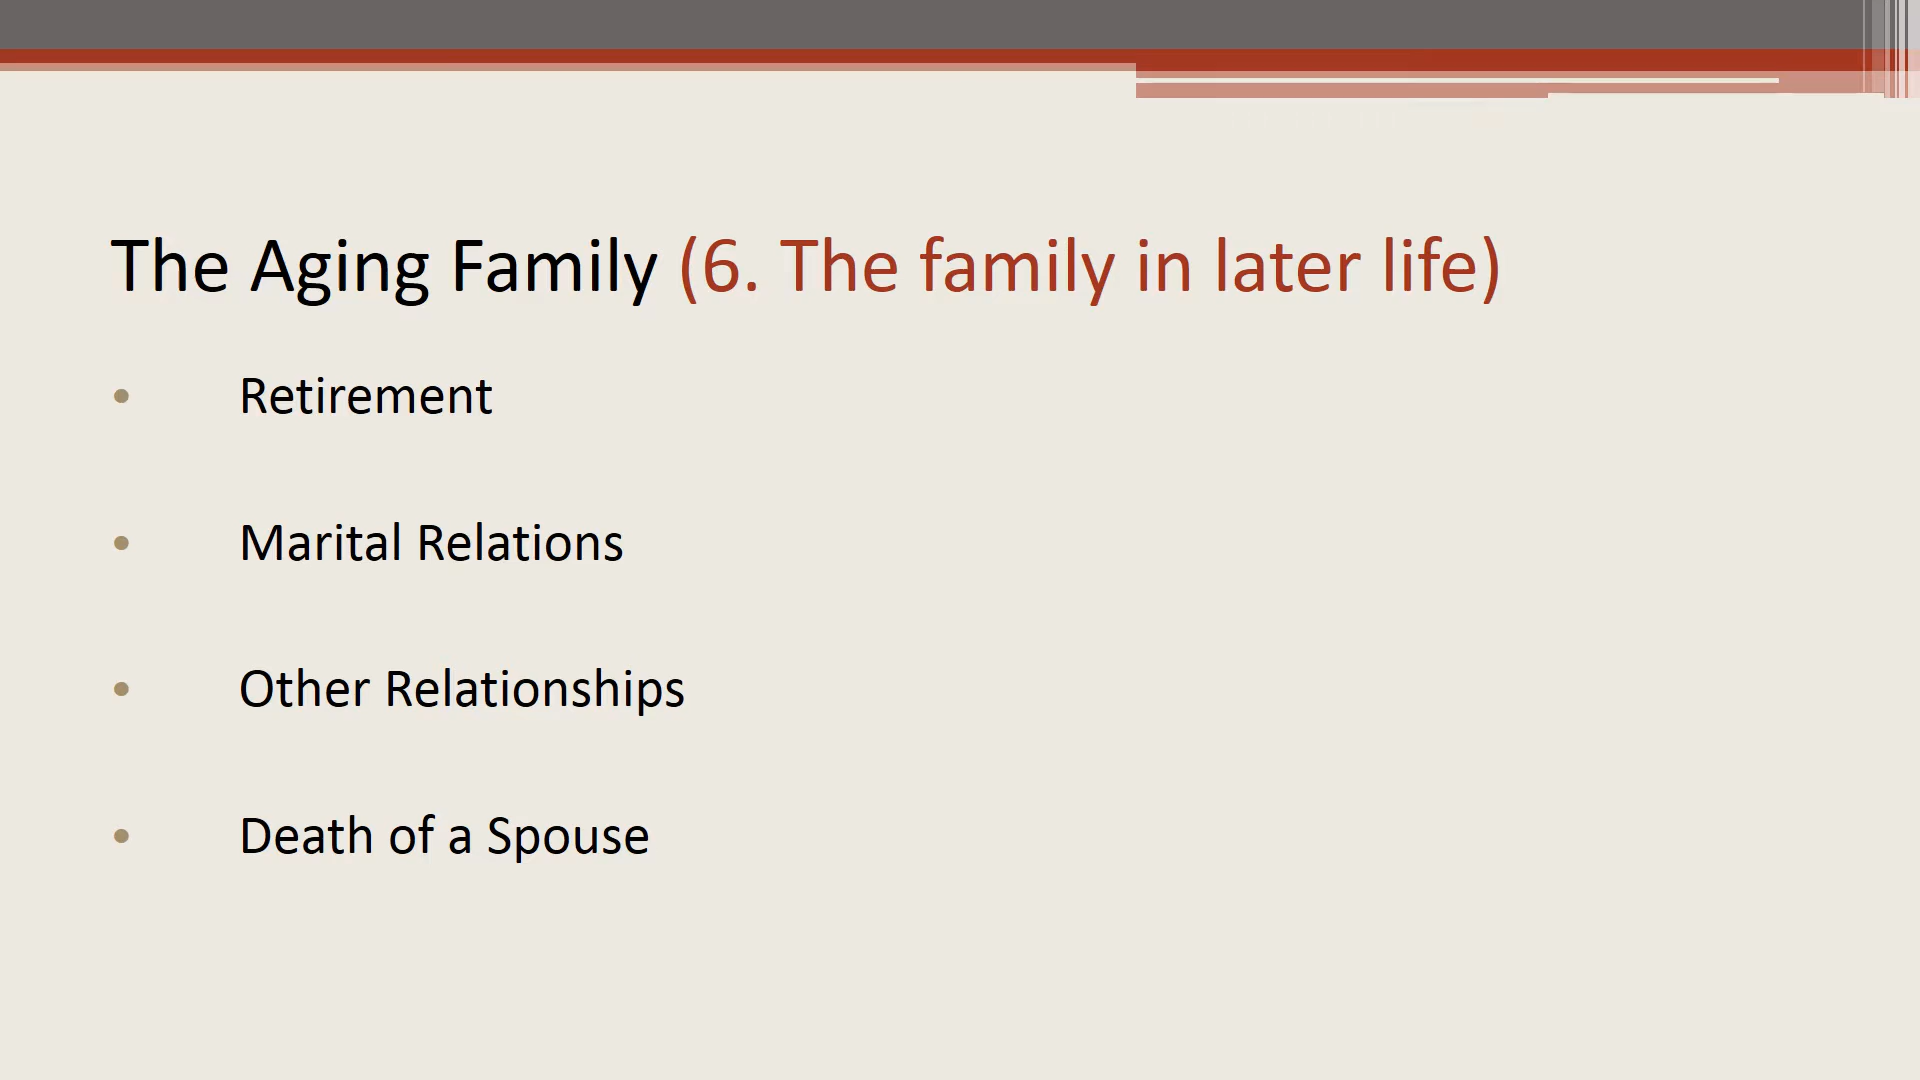 The Aging Family (6. The family in later life)
• Retirement
• Marital Relations
• Other Relationships
• Death of a Spouse